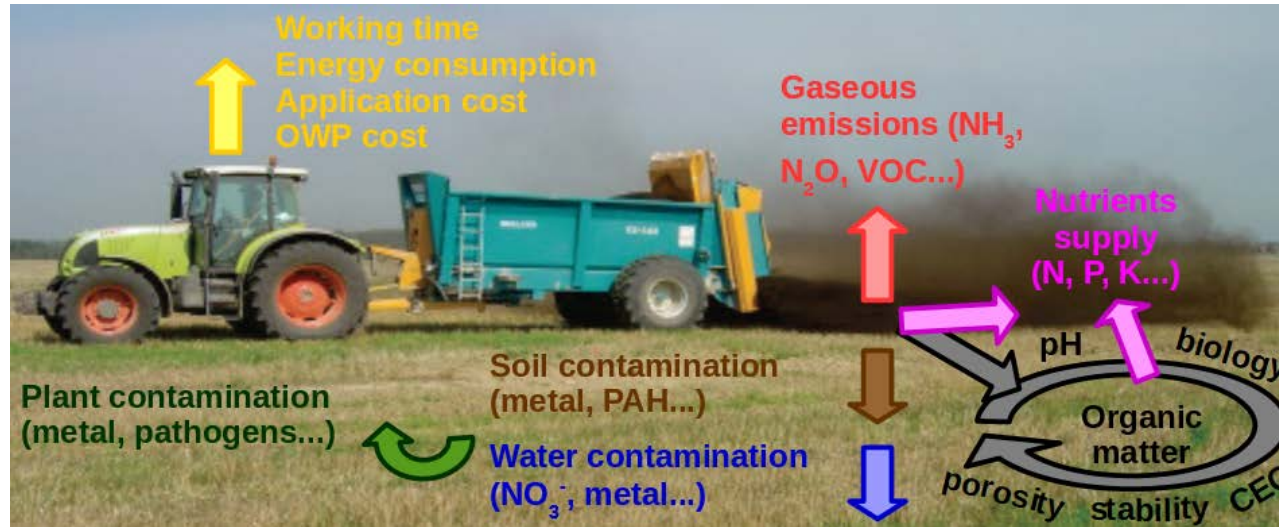 Working time
Energy consumption
Application cost
OWP cost
Gaseous
emissions (NH₃,
N₂O, VOC...)
Nutrients
supply
(N, P, K...)
pH
biology
Organic
matter
CEC
stability
porosity
Soil contamination
(metal, PAH...)
Plant contamination
(metal, pathogens...)
Water contamination
(NO₃⁻, metal...)